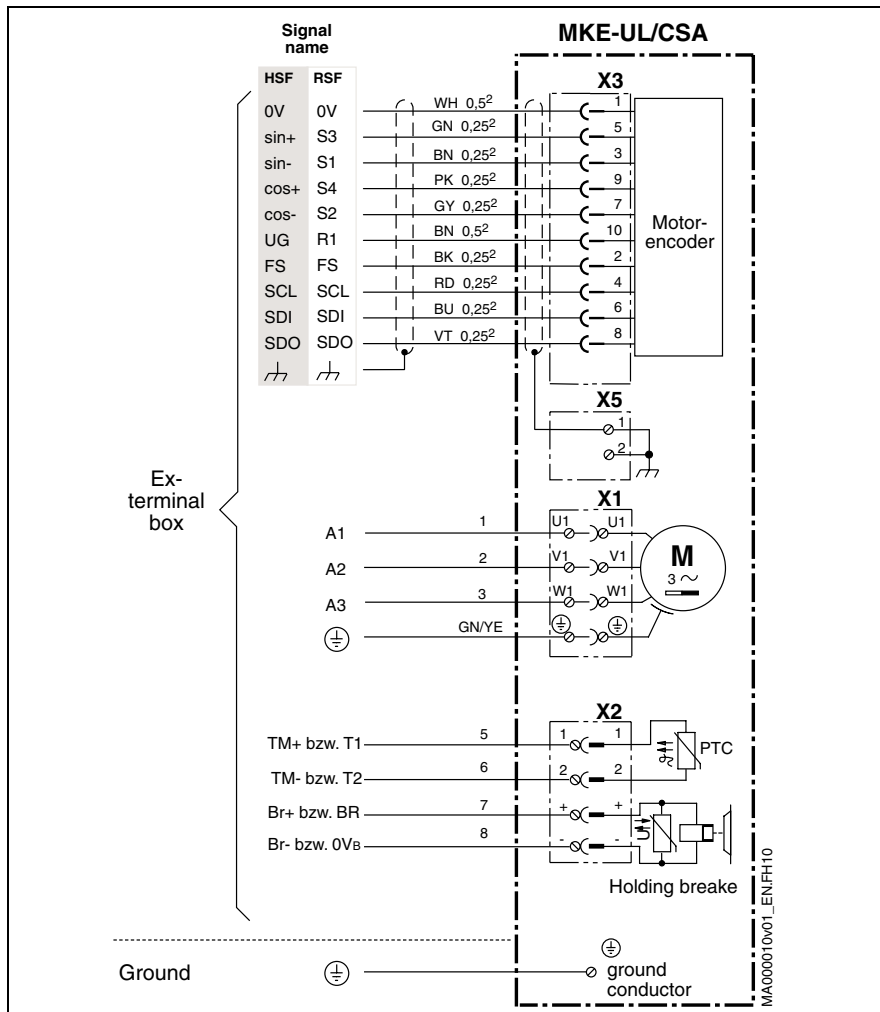 Signal
name
MKE-UL/CSA
HSF RSF
X3
0V 0V WH 0,5² 1
sin+ S3 GN 0,25² 5
sin- S1 BN 0,25² 3
cos+ S4 PK 0,25² 9
cos- S2 GY 0,25² 7
UG R1 BN 0,5² 10
FS FS BK 0,25² 2
SCL SCL RD 0,25² 4
SDI SDI BU 0,25² 6
SDO SDO VT 0,25² 8
Motor-
encoder
X5
1
2
Ex-
terminal
box
X1
A1 1 U1 U1
A2 2 V1 V1
A3 3 W1 W1
GN/YE
M
3 ~
X2
TM+ bzw. T1 5 1 1
TM- bzw. T2 6 2 2
PTC
Br+ bzw. BR 7 + +
Br- bzw. 0VB 8 - -
U
Holding breake
Ground
ground
conductor
MA000010v01_EN.FH10